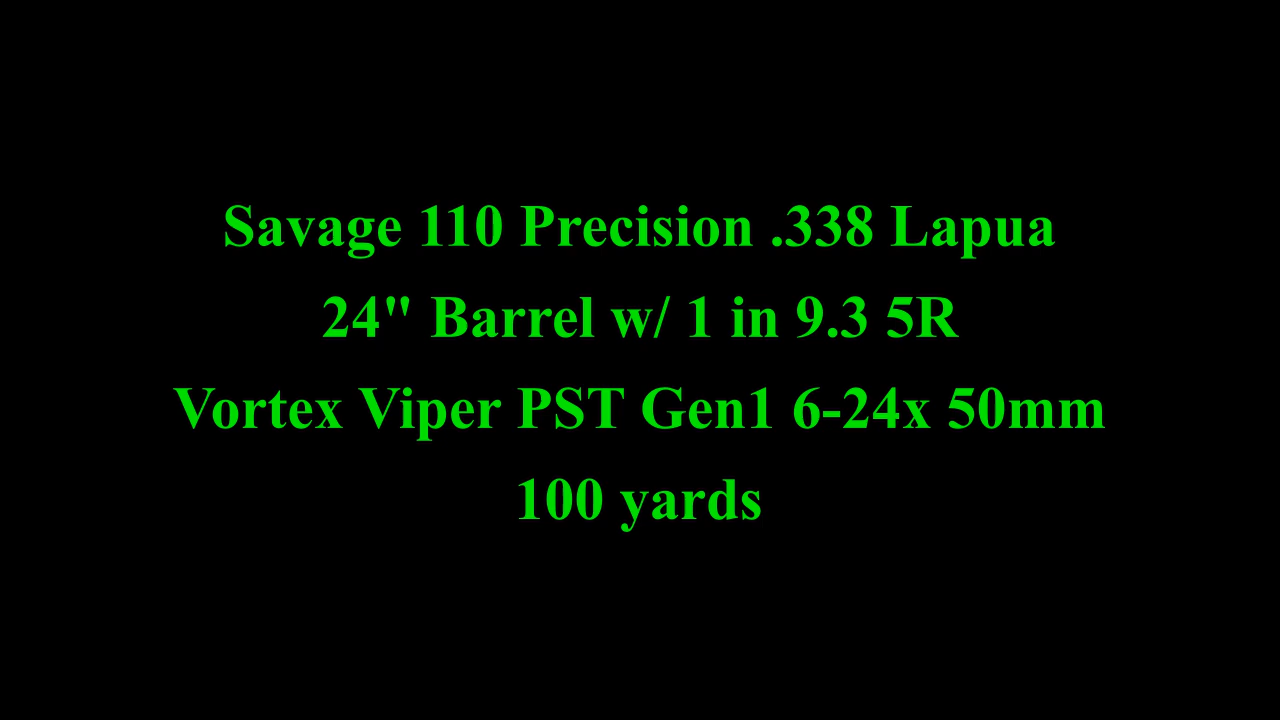 Savage 110 Precision .338 Lapua
24" Barrel w/ 1 in 9.3 5R
Vortex Viper PST Gen1 6-24x 50mm
100 yards